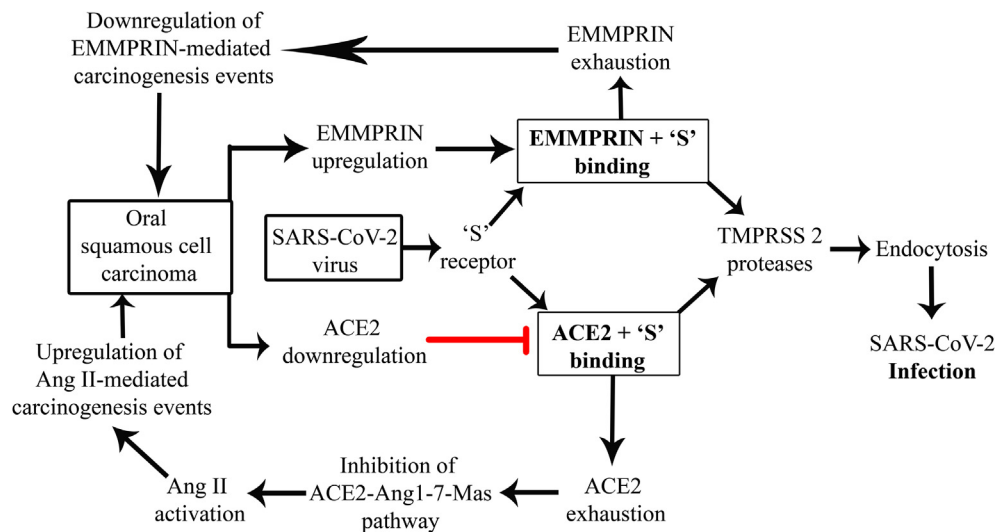 Downregulation of
EMMPRIN-mediated
carcinogenesis events
EMMPRIN
exhaustion
EMMPRIN
upregulation
EMMPRIN + ‘S’
binding
Oral
squamous cell
carcinoma
SARS-CoV-2
virus
‘S’
receptor
TMPRSS 2
proteases
Endocytosis
ACE2
downregulation
ACE2 + ‘S’
binding
SARS-CoV-2
Infection
Upregulation of
Ang II-mediated
carcinogenesis events
Ang II
activation
Inhibition of
ACE2-Ang1-7-Mas
pathway
ACE2
exhaustion